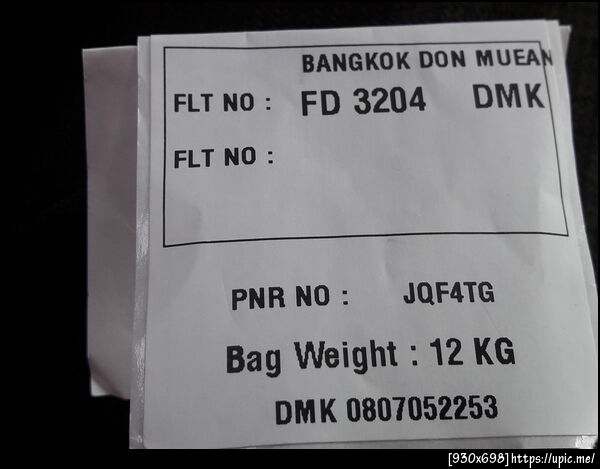 BANGKOK DON MUEAN
FLT NO : FD 3204 DMK
FLT NO :
PNR NO : JQF4TG
Bag Weight : 12 KG
DMK 0807052253
[930x698]https://upic.me/